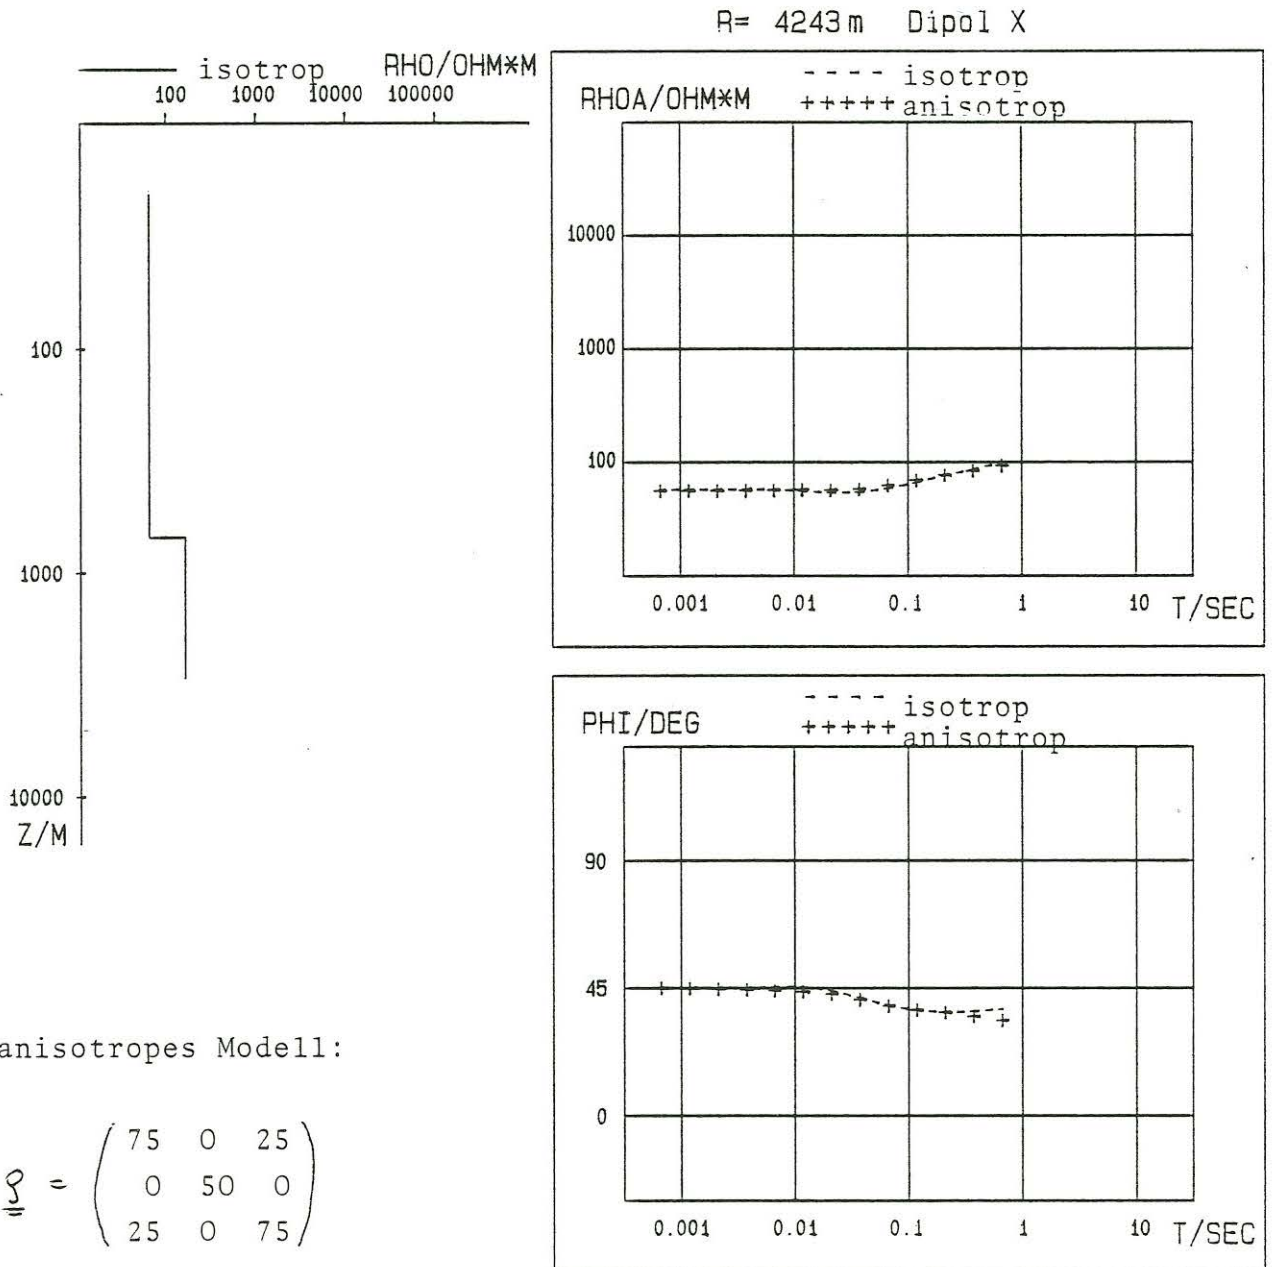 R= 4243 m Dipol X
isotrop RHO/OHM*M
100 1000 10000 100000
100
1000
10000
Z/M
RHOA/OHM*M
---- isotrop
+++++ anisotrop
10000
1000
100
0.001 0.01 0.1 1 10 T/SEC
PHI/DEG
---- isotrop
+++++ anisotrop
90
45
0
0.001 0.01 0.1 1 10 T/SEC
anisotropes Modell:
75 0 25
ρ = 0 50 0
25 0 75